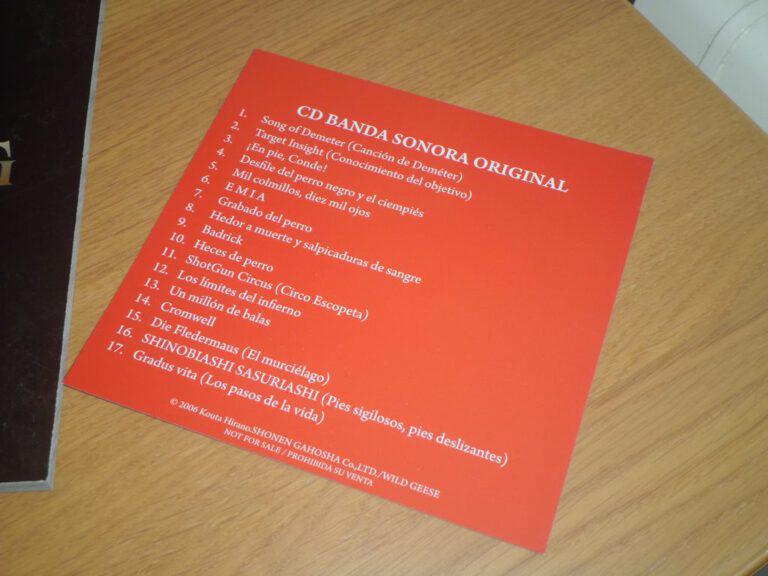 CD BANDA SONORA ORIGINAL
1. Song of Demeter (Canción de Deméter)
2. Target Insight (Conocimiento del objetivo)
3. ¡En pie, Conde!
4. Desfile del perro negro y el ciempiés
5. Mil colmillos, diez mil ojos
6. E M I A
7. Grabado del perro
8. Hedor a muerte y salpicaduras de sangre
9. Badrick
10. Heces de perro
11. ShotGun Circus (Circo Escopeta)
12. Los límites del infierno
13. Un millón de balas
14. Cromwell
15. Die Fledermaus (El murciélago)
16. SHINOBIASHI SASURIASHI (Pies sigilosos, pies deslizantes)
17. Gradus vita (Los pasos de la vida)
© 2006 Kouta Hirano.SHONEN GAHOSHA Co,.LTD./WILD GEESE
NOT FOR SALE / PROHIBIDA SU VENTA